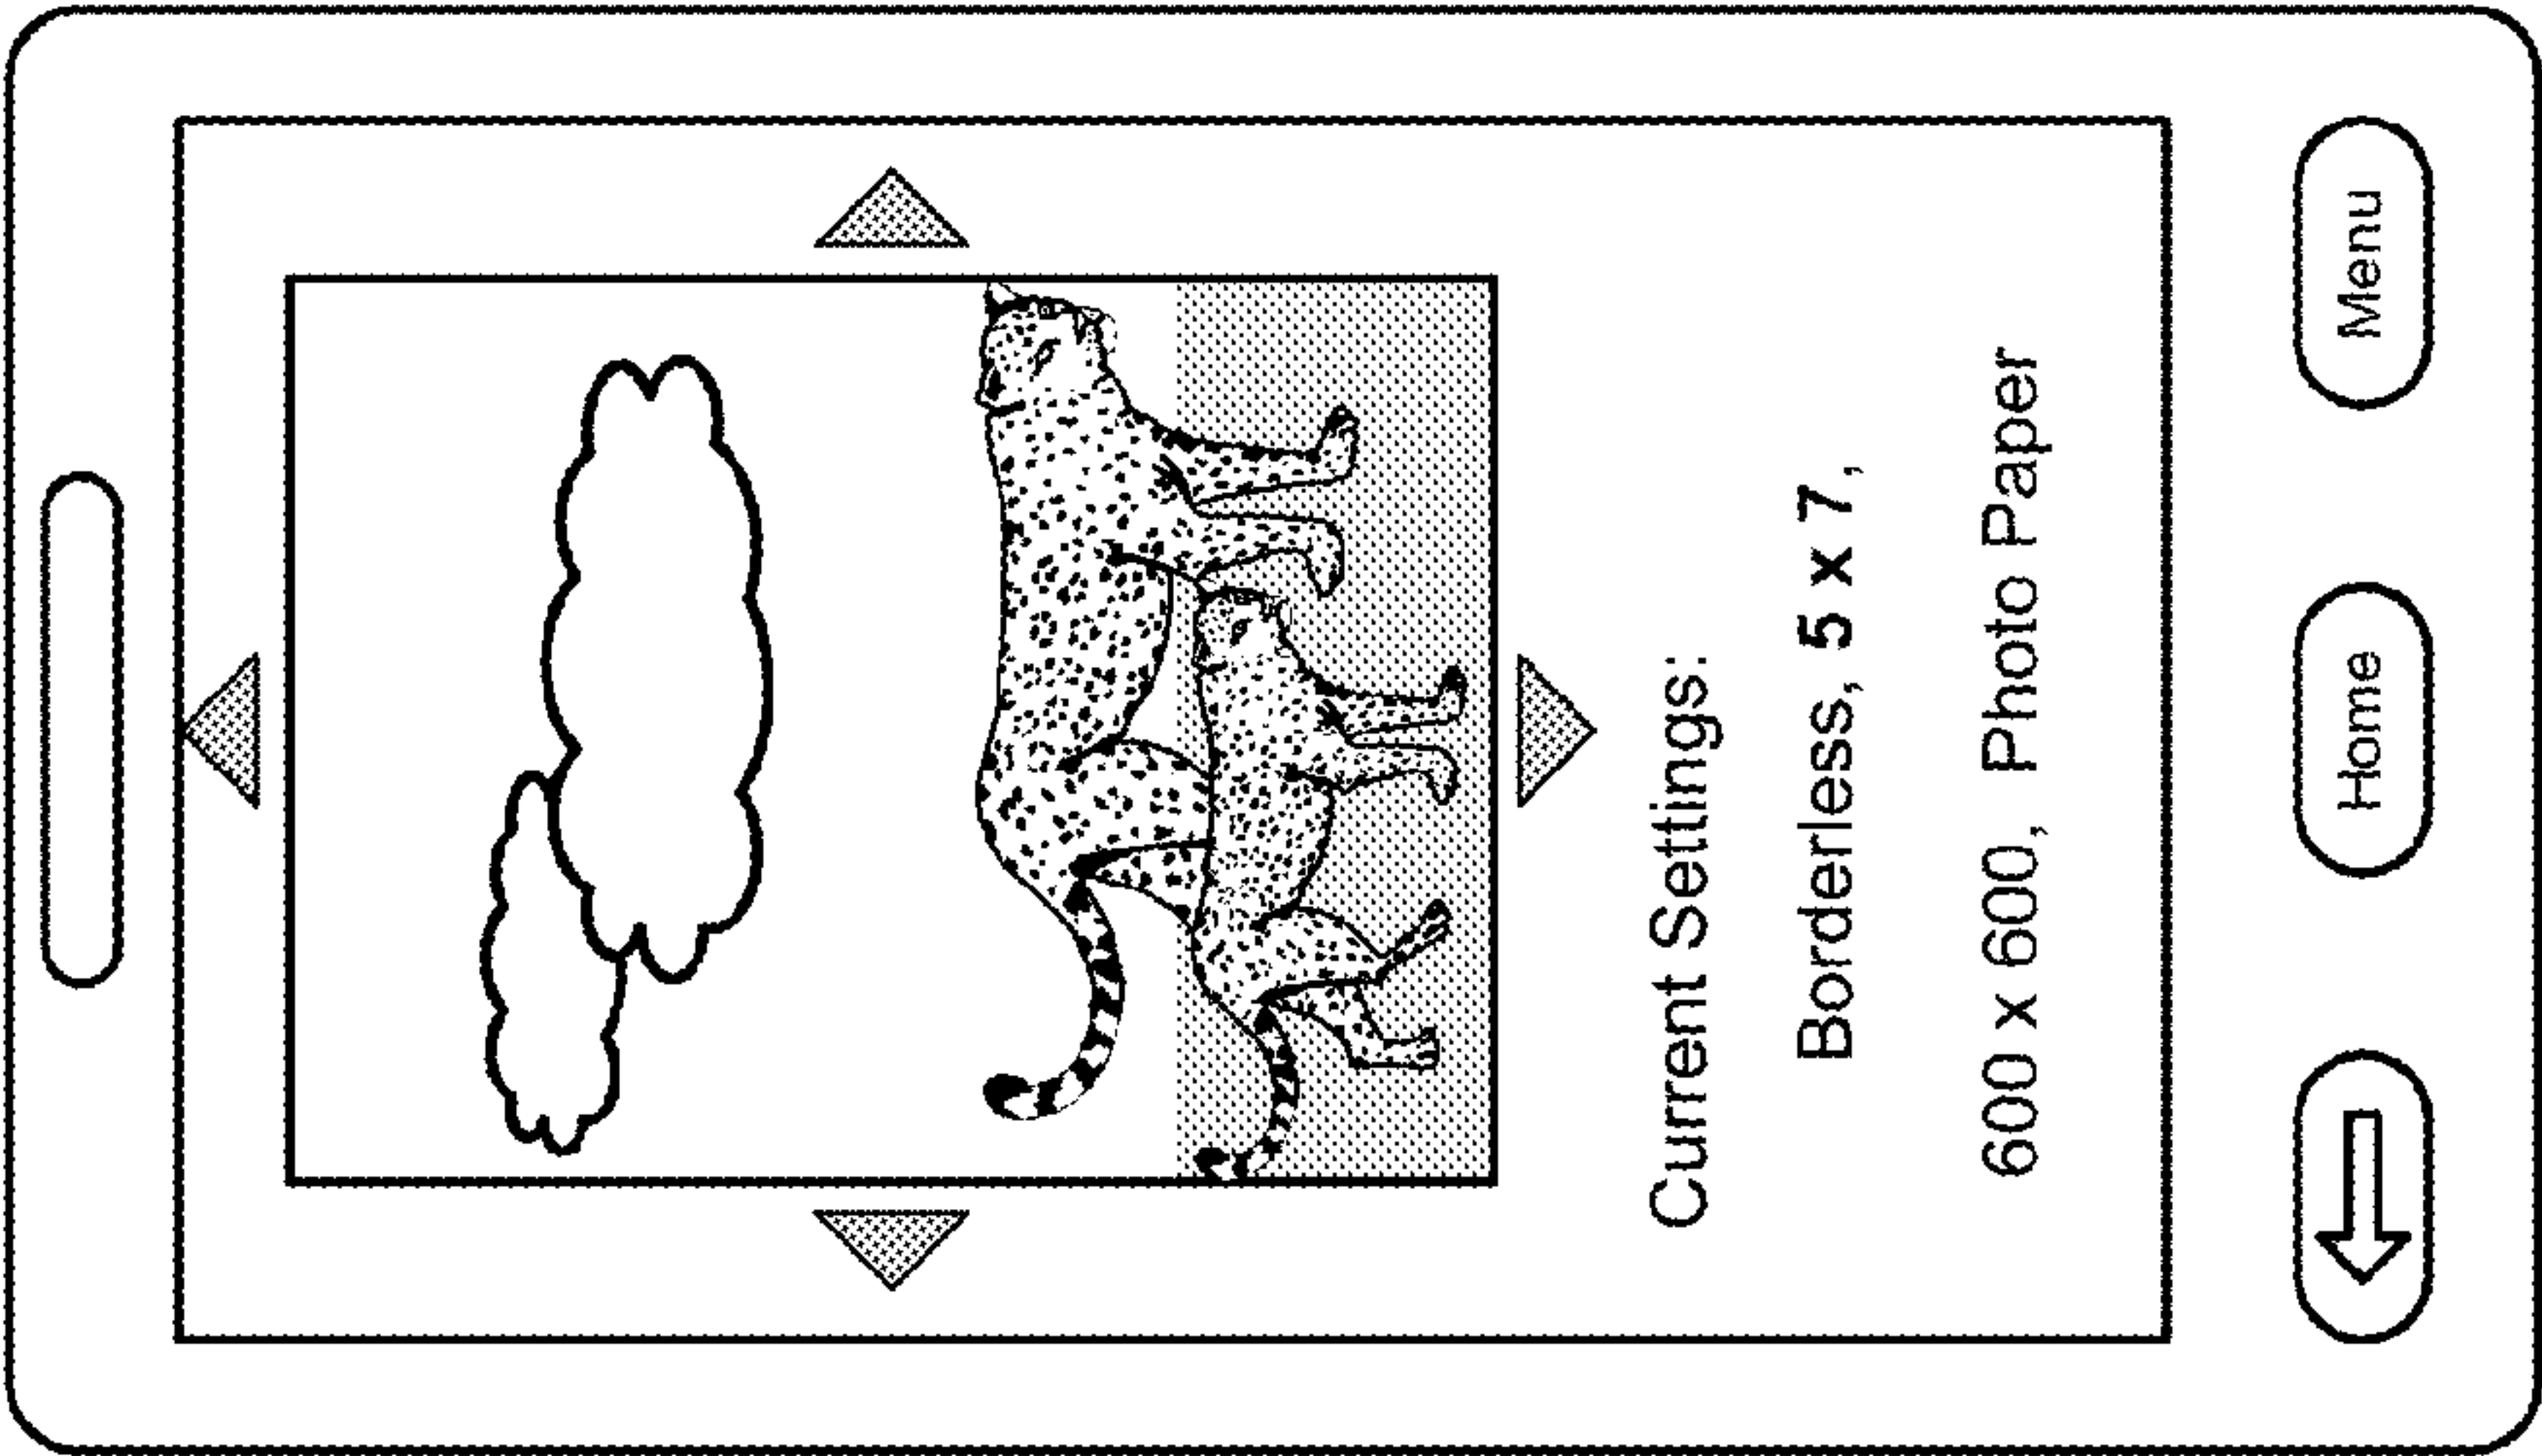 Current Settings:
Borderless, 5 x 7,
600 x 600, Photo Paper
Home
Menu